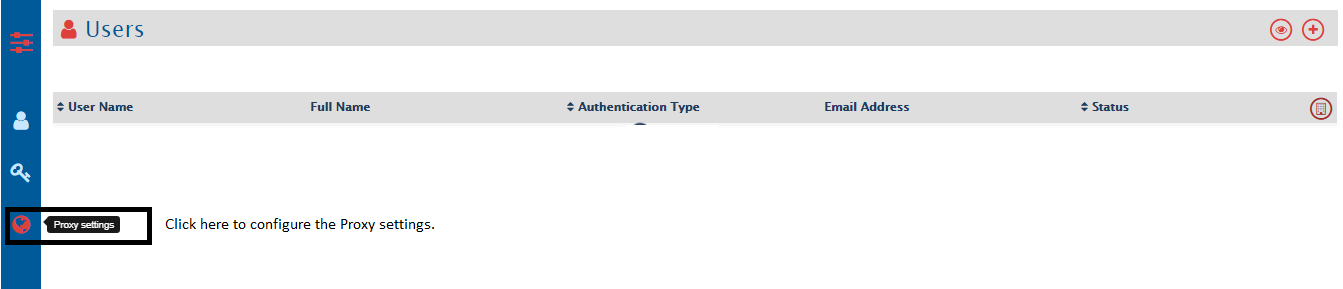 Users
User Name Full Name Authentication Type Email Address Status
Proxy settings Click here to configure the Proxy settings.